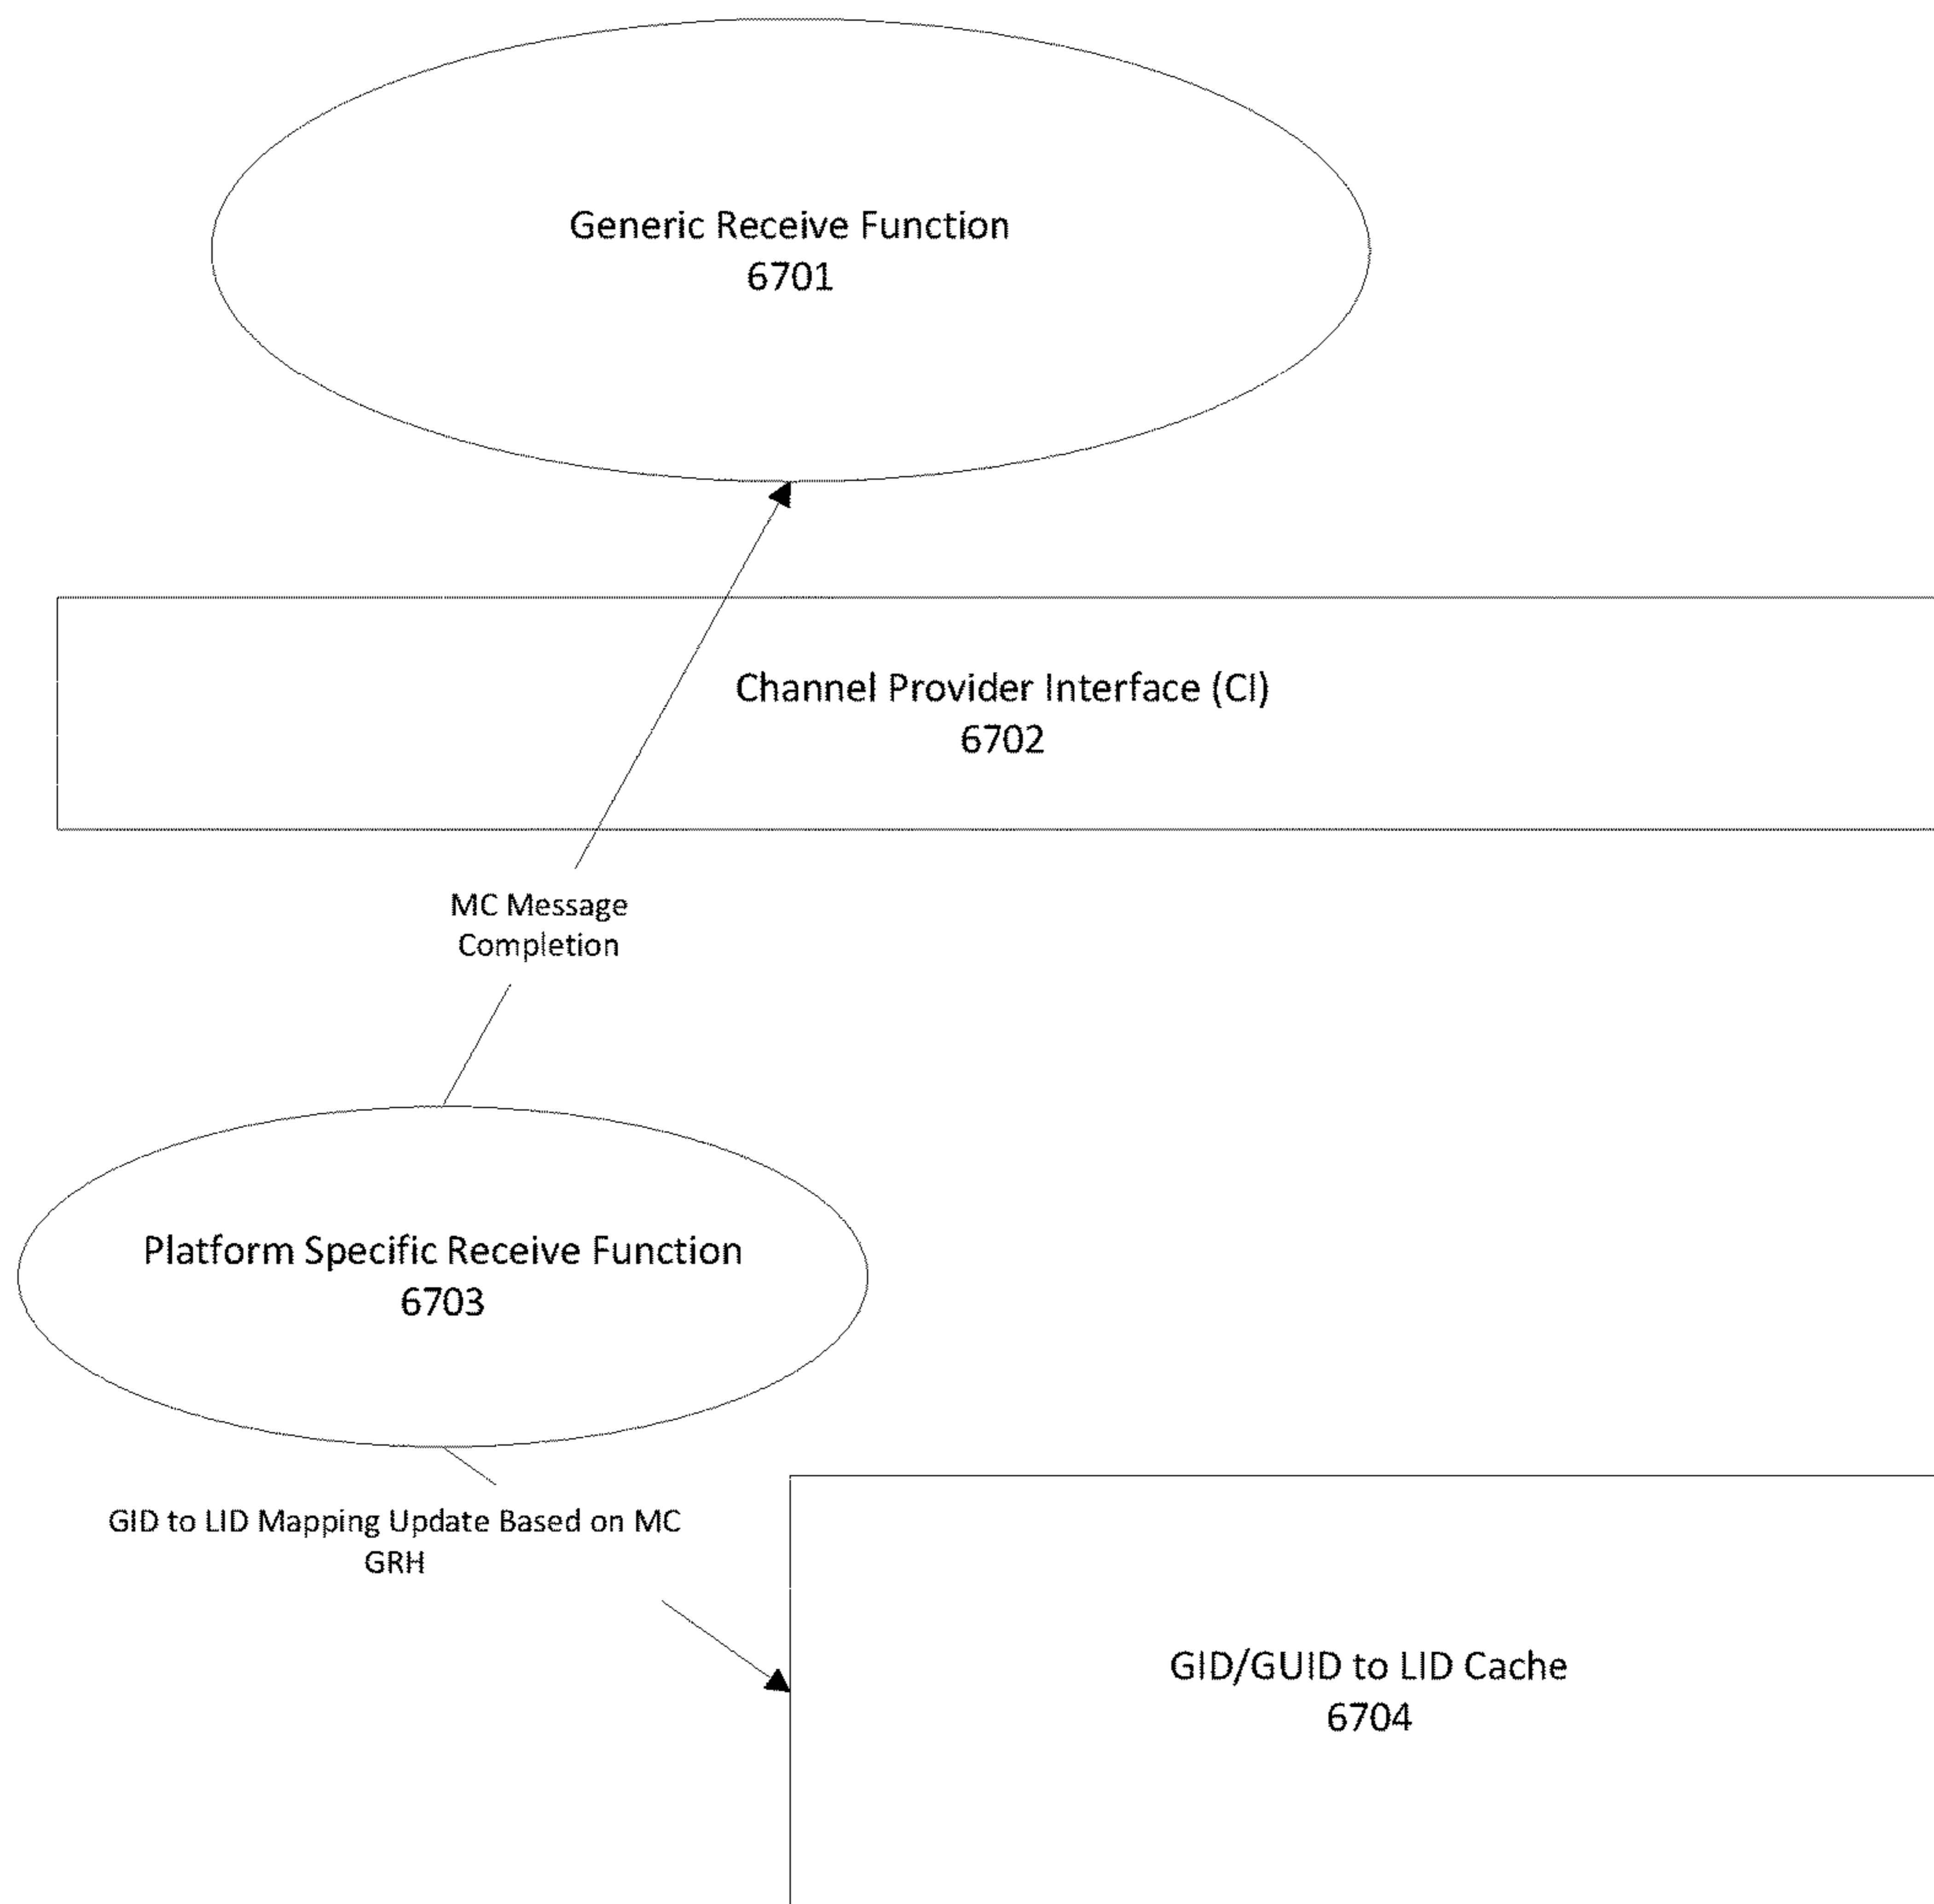 Generic Receive Function
6701
Channel Provider Interface (CI)
6702
MC Message
Completion
Platform Specific Receive Function
6703
GID to LID Mapping Update Based on MC
GRH
GID/GUID to LID Cache
6704